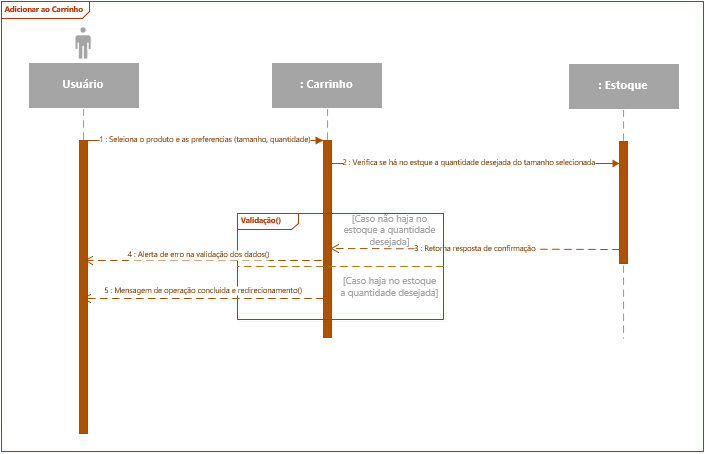 Adicionar ao Carrinho
Usuário
: Carrinho
: Estoque
1 : Seleiona o produto e as preferencias (tamanho, quantidade)
2 : Verifica se há no estque a quantidade desejada do tamanho selecionada
Validação()
[Caso não haja no
estoque a quantidade
desejada]
3 : Retorna resposta de confirmação
4 : Alerta de erro na validação dos dados()
[Caso haja no estoque
a quantidade desejada]
5 : Mensagem de operação concluida e redirecionamento()